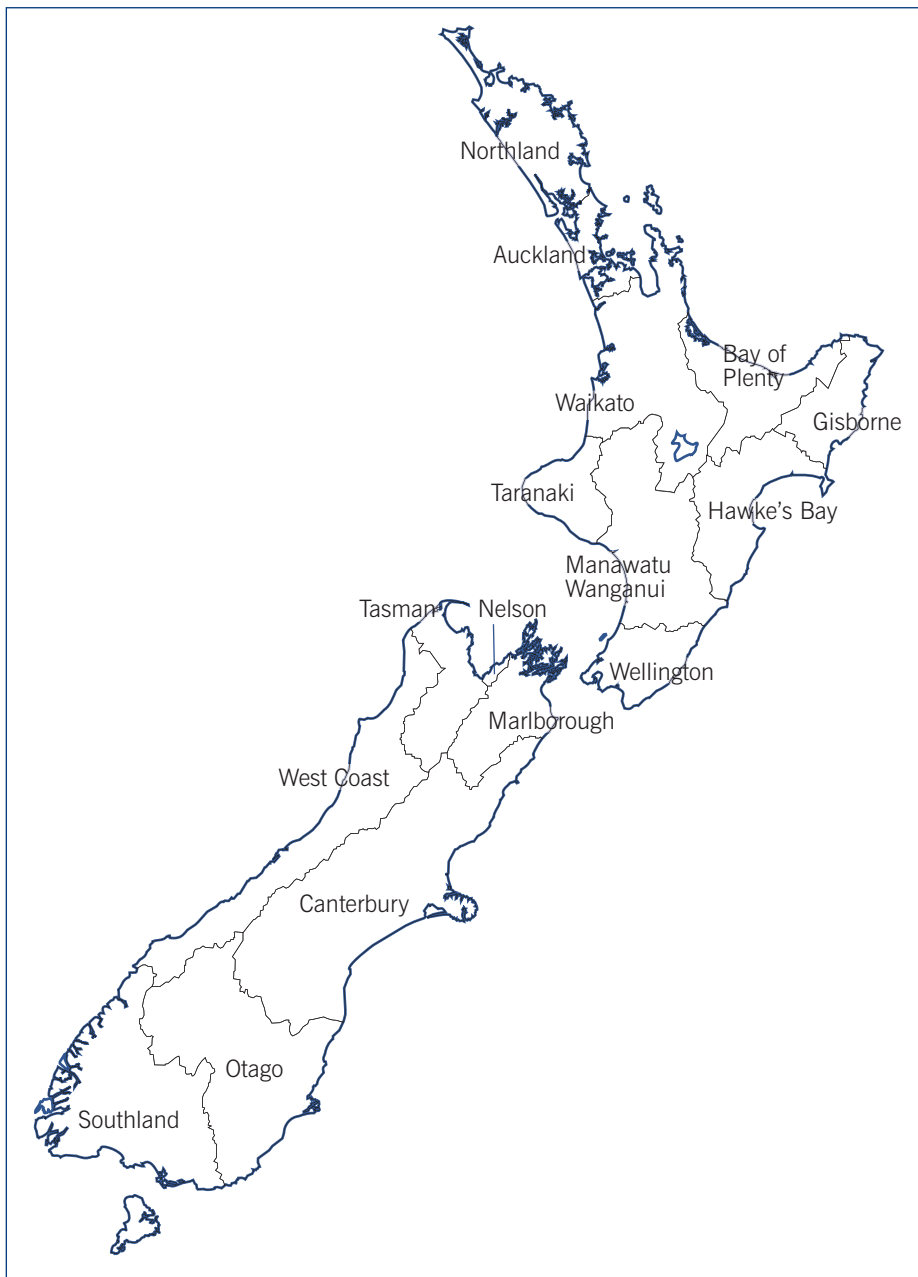 Northland
Auckland
Bay of
Plenty
Waikato
Gisborne
Taranaki
Hawke's Bay
Manawatu
Wanganui
Tasman
Nelson
Wellington
Marlborough
West Coast
Canterbury
Otago
Southland